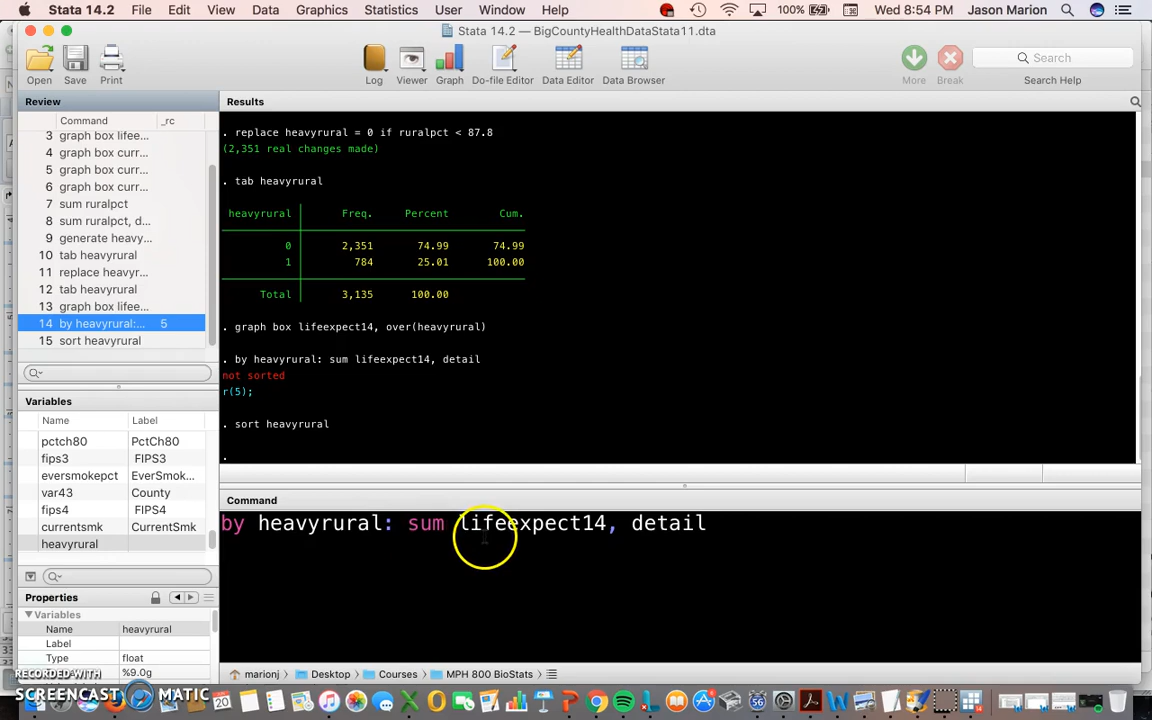 Stata 14.2 File Edit View Data Graphics Statistics User Window Help 100% Wed 8:54 PM Jason Marion
Stata 14.2 — BigCountyHealthDataStata11.dta
Open Save Print Log Viewer Graph Do-file Editor Data Editor Data Browser More Break Search
Search Help
Review
Command _rc
3 graph box lifee...
4 graph box curr...
5 graph box curr...
6 graph box curr...
7 sum ruralpct
8 sum ruralpct, d...
9 generate heavy...
10 tab heavyrural
11 replace heavyr...
12 tab heavyrural
13 graph box lifee...
14 by heavyrural:... 5
15 sort heavyrural
Variables
Name Label
pctch80 PctCh80
fips3 FIPS3
eversmokepct EverSmok...
var43 County
fips4 FIPS4
currentsmk CurrentSmk
heavyrural
Properties
Variables
Name heavyrural
Label
Type float
%9.0g
Results
. replace heavyrural = 0 if ruralpct < 87.8
(2,351 real changes made)
. tab heavyrural
heavyrural Freq. Percent Cum.
0 2,351 74.99 74.99
1 784 25.01 100.00
Total 3,135 100.00
. graph box lifeexpect14, over(heavyrural)
. by heavyrural: sum lifeexpect14, detail
not sorted
r(5);
. sort heavyrural
.
Command
by heavyrural: sum lifeexpect14, detail
marionj Desktop Courses MPH 800 BioStats
RECORDED WITH
SCREENCAST MATIC